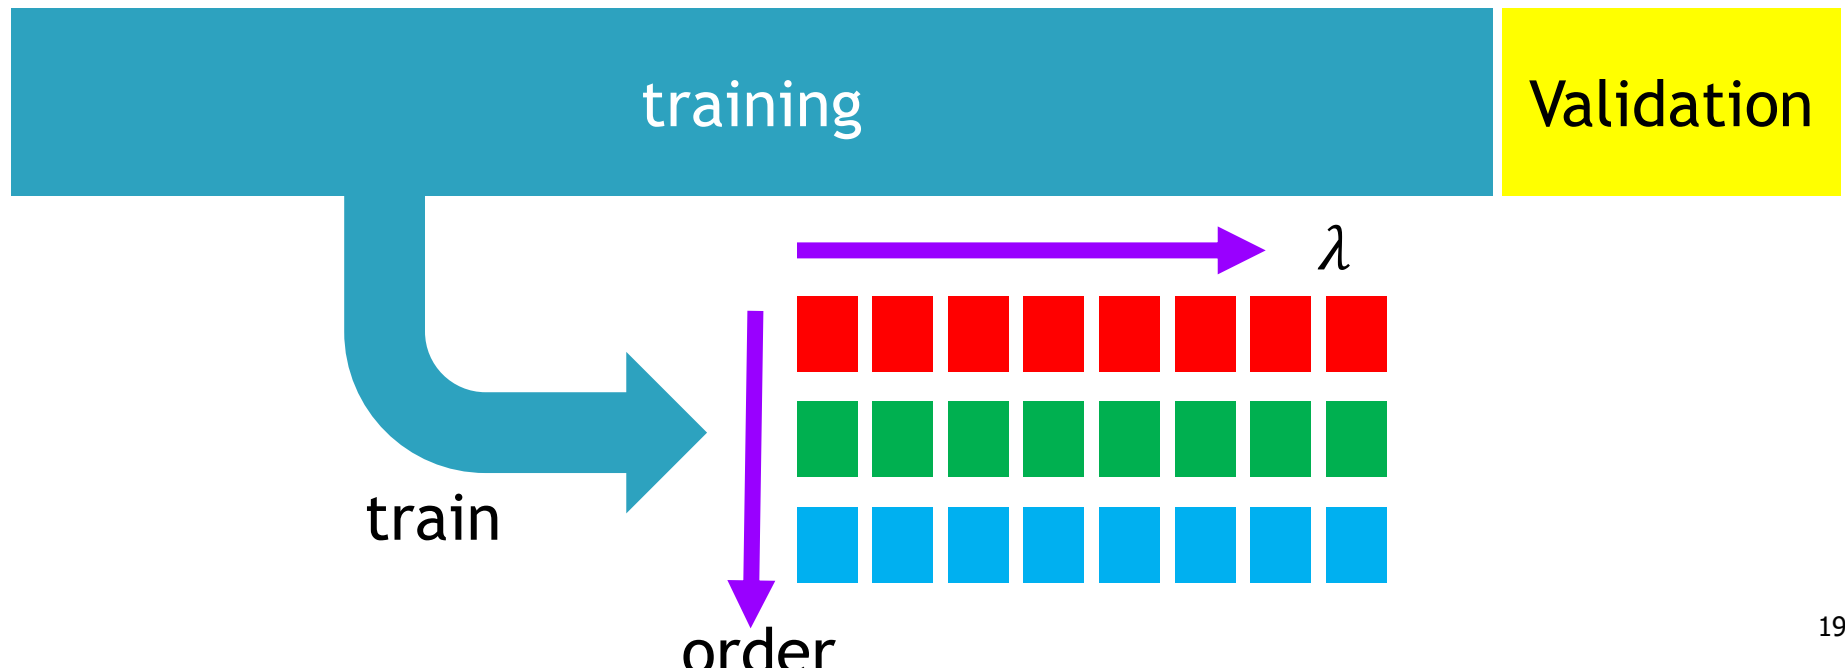 training
Validation
λ
train
order
19